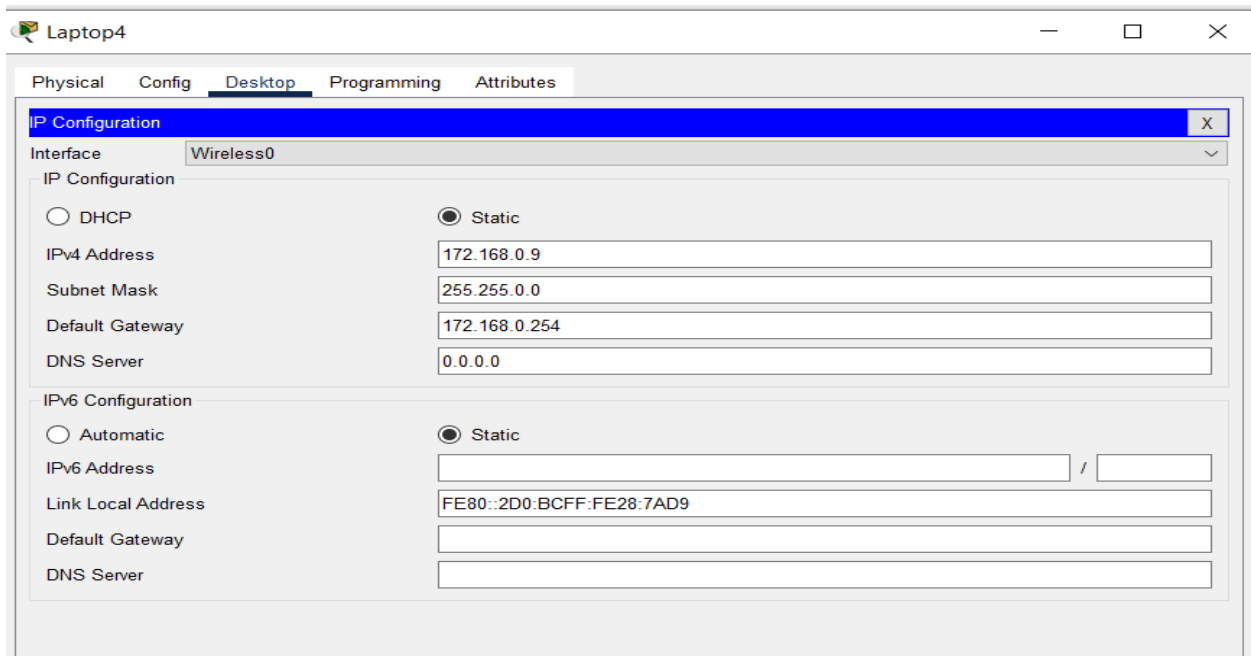 Laptop4
Physical Config Desktop Programming Attributes
IP Configuration X
Interface Wireless0
IP Configuration
DHCP Static
IPv4 Address 172.168.0.9
Subnet Mask 255.255.0.0
Default Gateway 172.168.0.254
DNS Server 0.0.0.0
IPv6 Configuration
Automatic Static
IPv6 Address /
Link Local Address FE80::2D0:BCFF:FE28:7AD9
Default Gateway
DNS Server